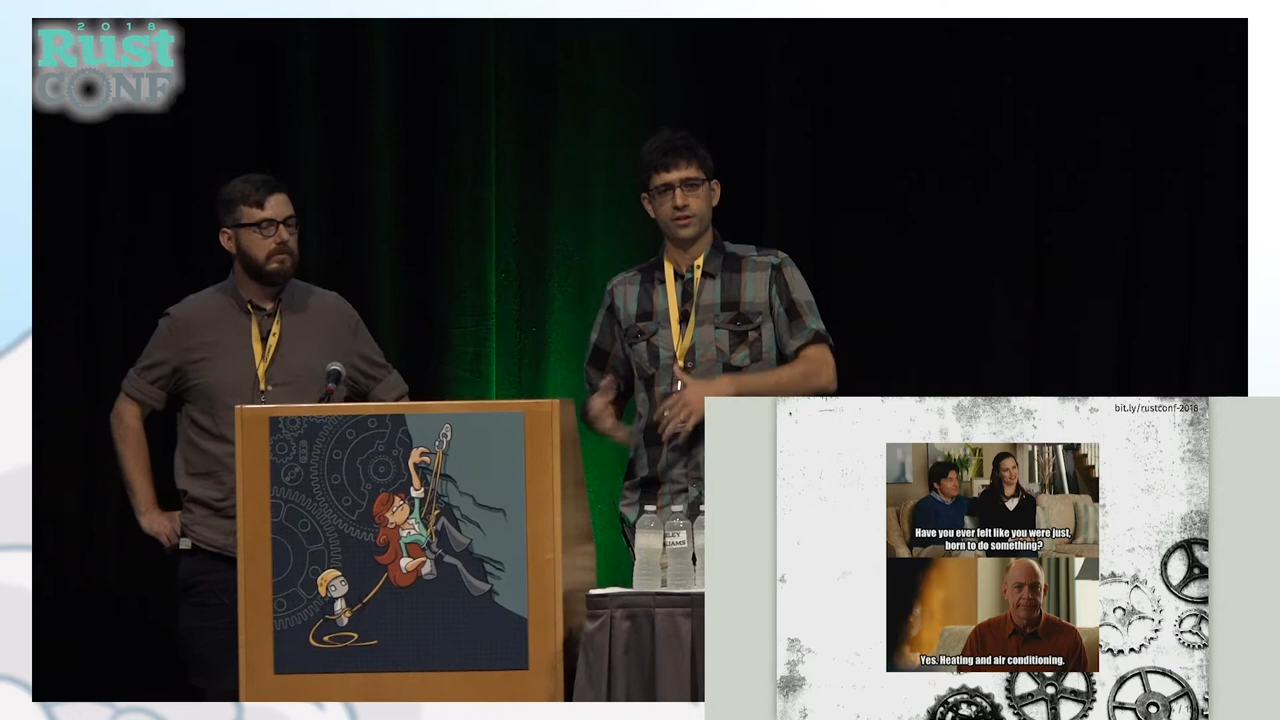 2018
Rust
CONF
bit.ly/rustconf-2018
Have you ever felt like you were just,
born to do something?
Yes. Heating and air conditioning.